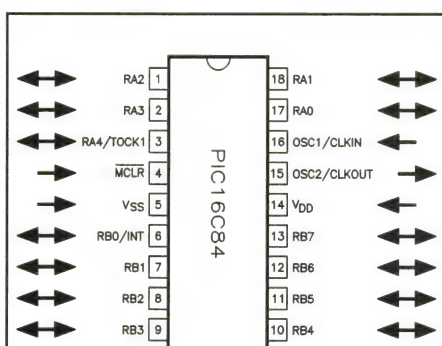 RA2 1 18 RA1
RA3 2 17 RA0
RA4/TOCK1 3 16 OSC1/CLKIN
MCLR 4 15 OSC2/CLKOUT
VSS 5 14 VDD
RB0/INT 6 13 RB7
RB1 7 12 RB6
RB2 8 11 RB5
RB3 9 10 RB4
PIC16C84